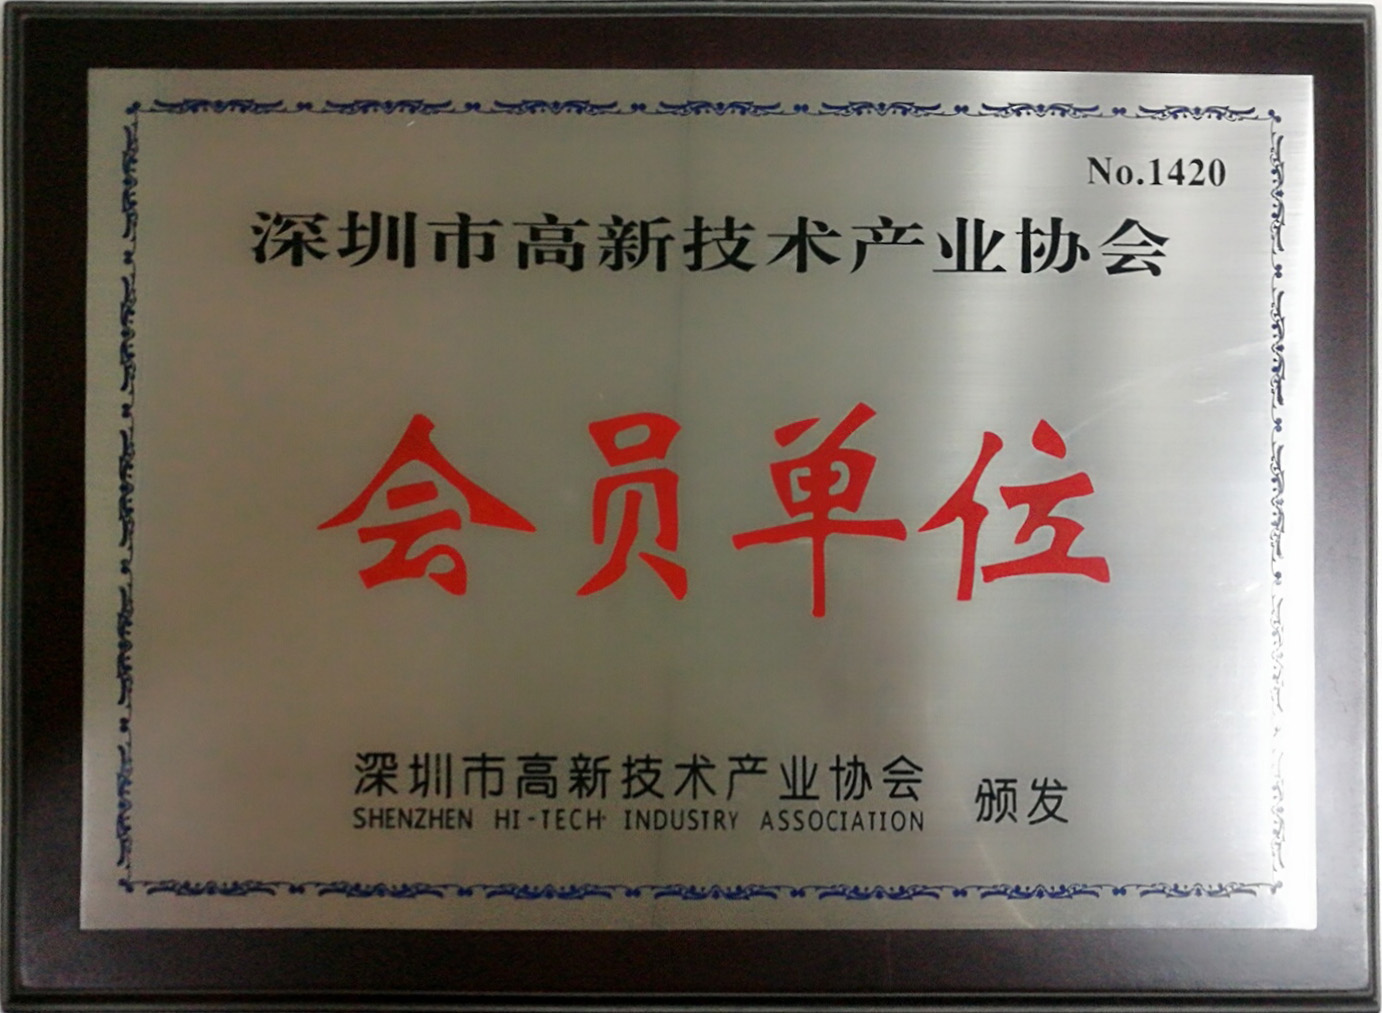 No.1420
深圳市高新技术产业协会
会员单位
深圳市高新技术产业协会
SHENZHEN HI-TECH INDUSTRY ASSOCIATION
颁发